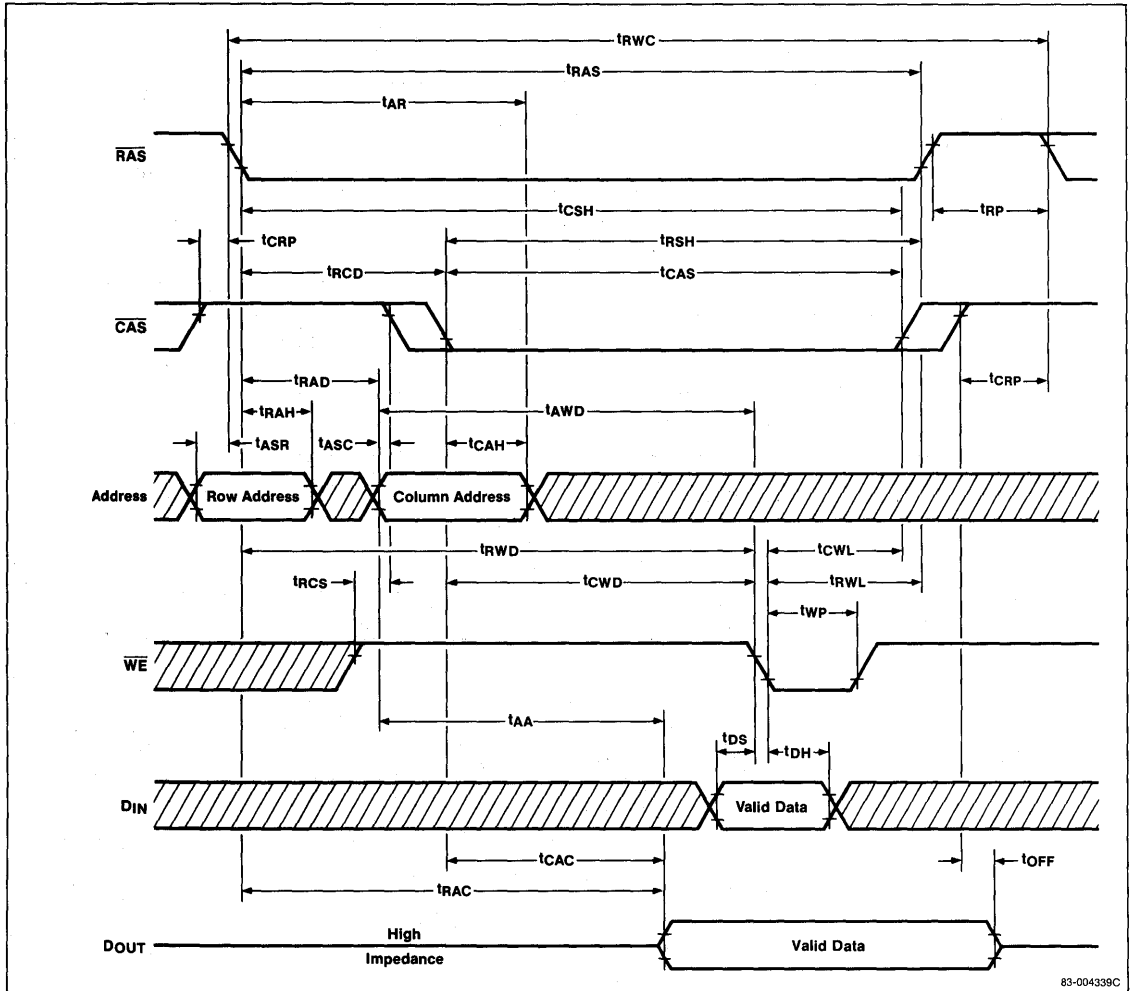 tRWC
tRAS
tAR
RAS
tCSH
tRP
tCRP
tRSH
tRCD
tCAS
CAS
tCRP
tRAD
tAWD
tRAH
tASR
tASC
tCAH
Address
Row Address
Column Address
tRWD
tCWL
tRCS
tCWD
tRWL
tWP
WE
tAA
tDS
tDH
DIN
Valid Data
tCAC
tOFF
tRAC
DOUT
High
Impedance
Valid Data
83-004339C